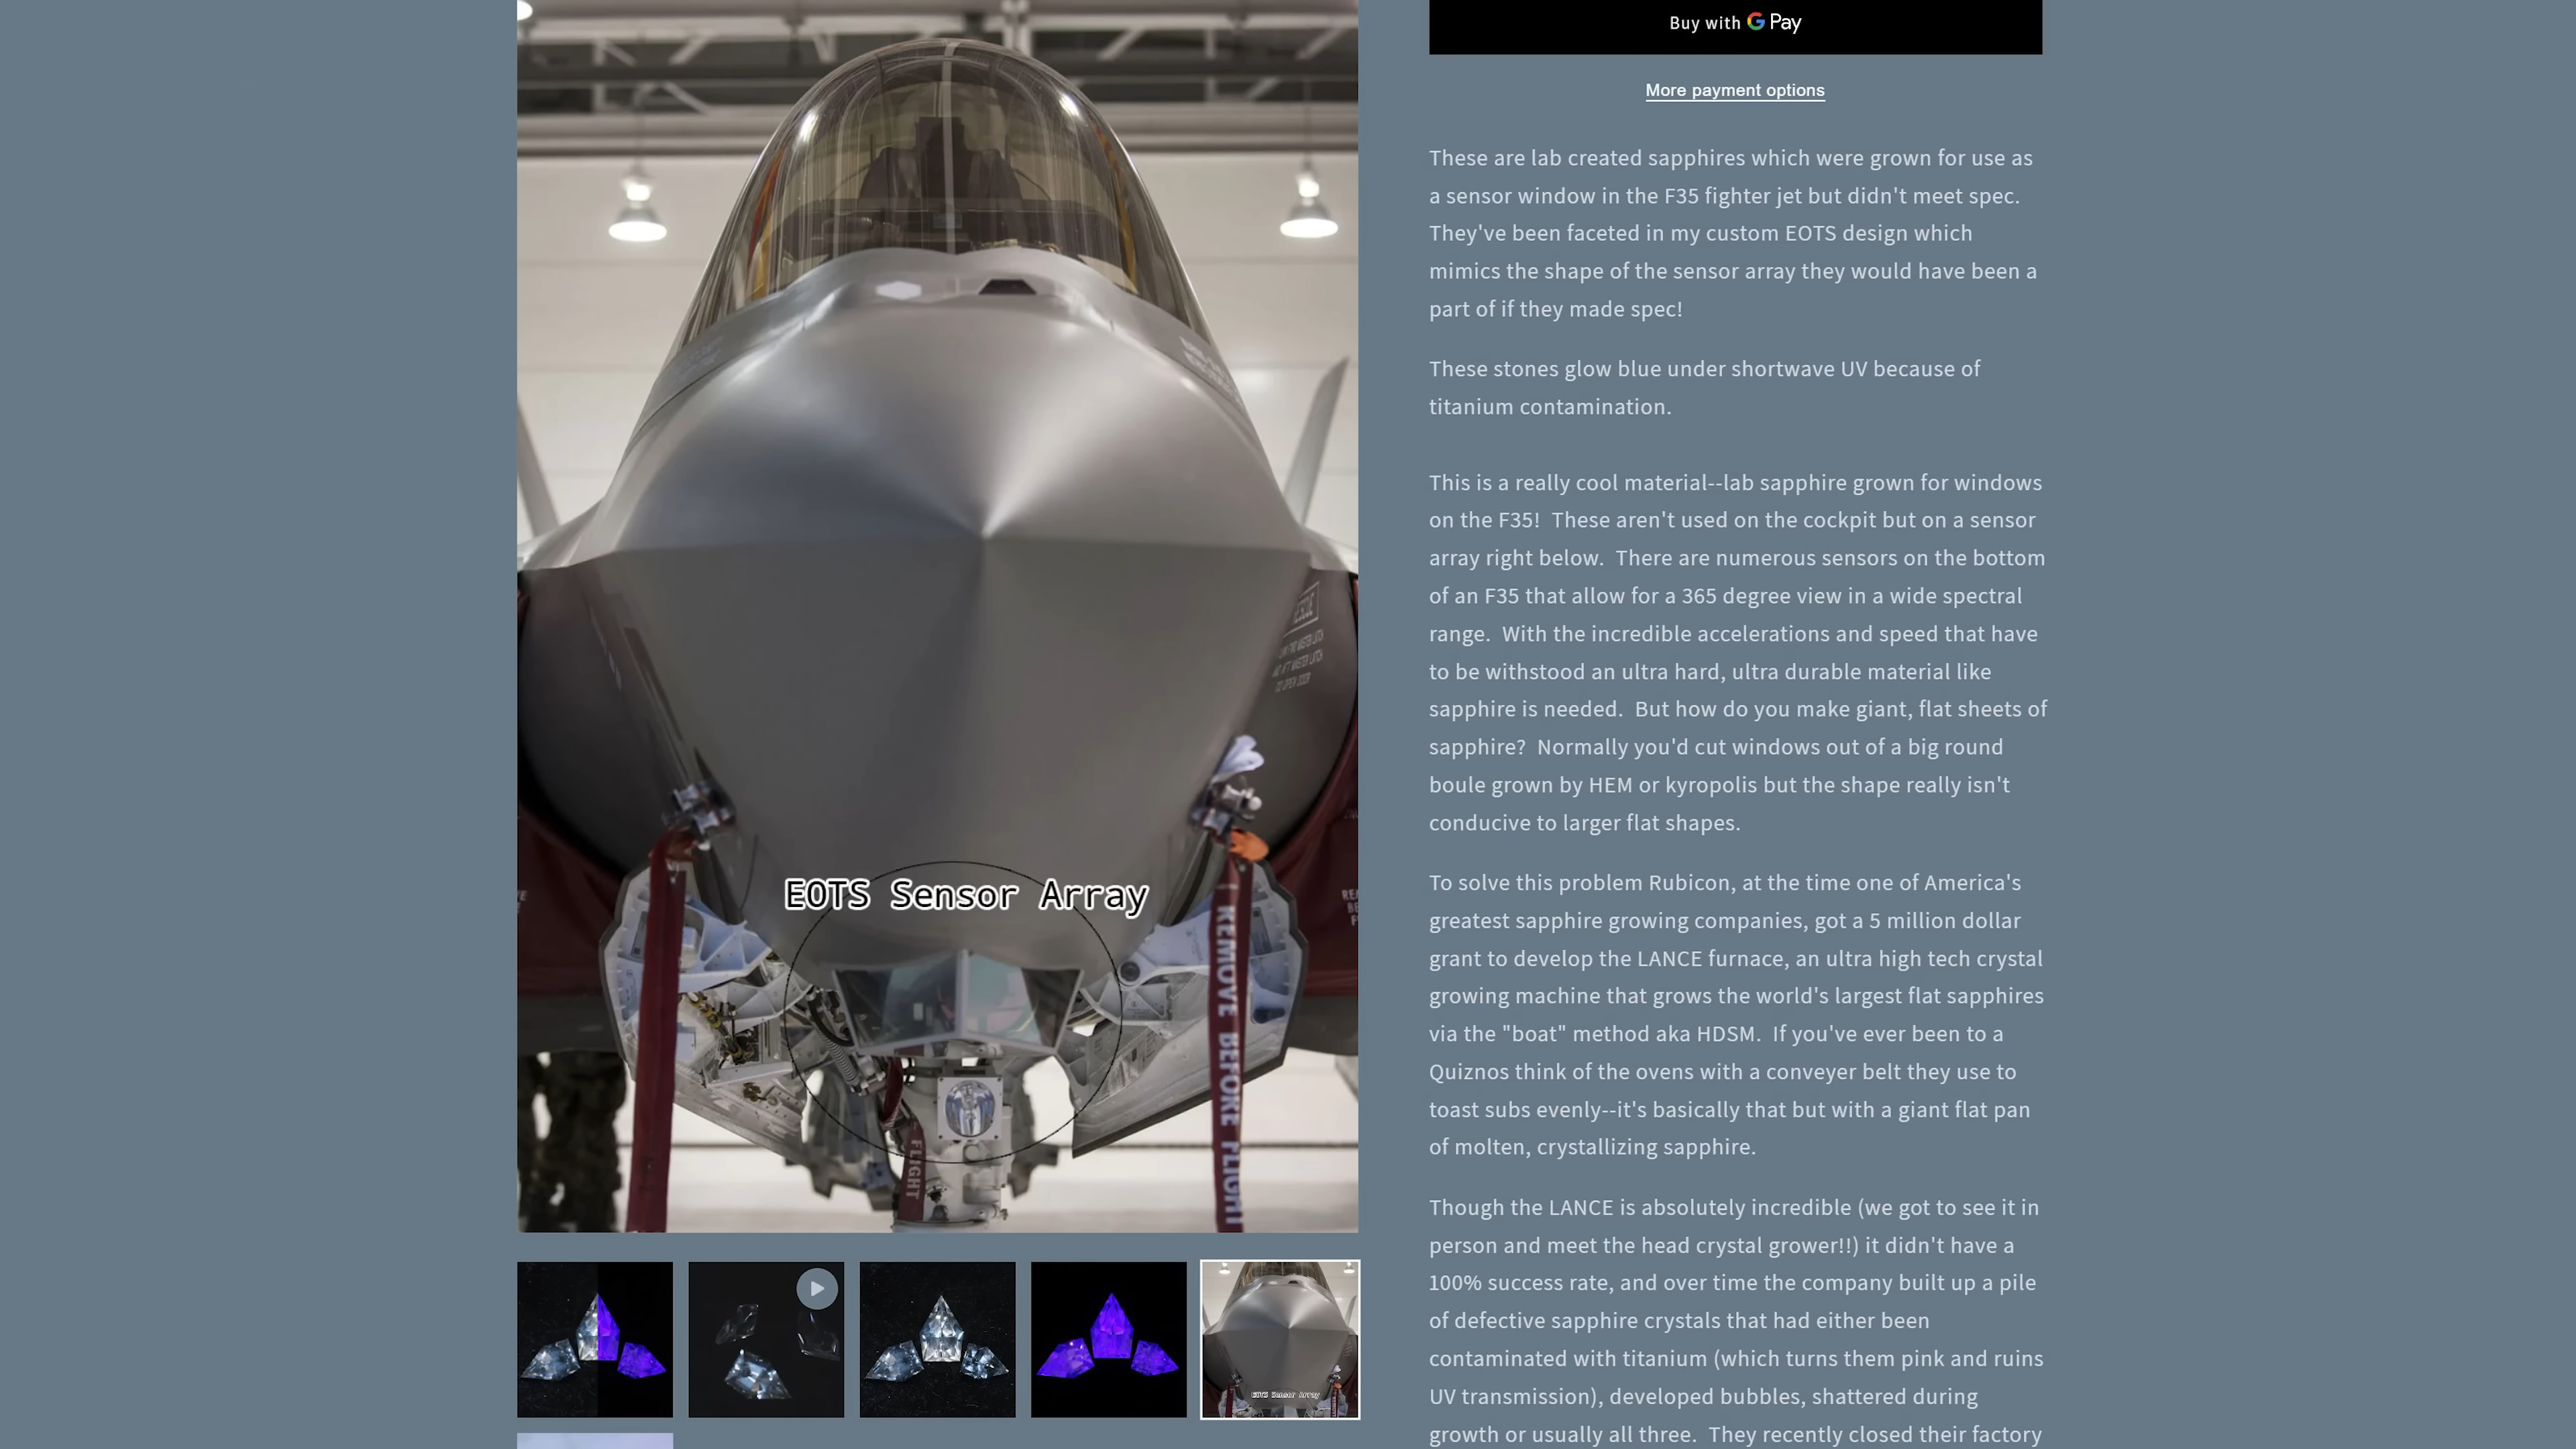 Buy with G Pay
More payment options
These are lab created sapphires which were grown for use as
a sensor window in the F35 fighter jet but didn't meet spec.
They've been faceted in my custom EOTS design which
mimics the shape of the sensor array they would have been a
part of if they made spec!
These stones glow blue under shortwave UV because of
titanium contamination.
This is a really cool material--lab sapphire grown for windows
on the F35!  These aren't used on the cockpit but on a sensor
array right below.  There are numerous sensors on the bottom
of an F35 that allow for a 365 degree view in a wide spectral
range.  With the incredible accelerations and speed that have
to be withstood an ultra hard, ultra durable material like
sapphire is needed.  But how do you make giant, flat sheets of
sapphire?  Normally you'd cut windows out of a big round
boule grown by HEM or kyropolis but the shape really isn't
conducive to larger flat shapes.
To solve this problem Rubicon, at the time one of America's
greatest sapphire growing companies, got a 5 million dollar
grant to develop the LANCE furnace, an ultra high tech crystal
growing machine that grows the world's largest flat sapphires
via the "boat" method aka HDSM.  If you've ever been to a
Quiznos think of the ovens with a conveyer belt they use to
toast subs evenly--it's basically that but with a giant flat pan
of molten, crystallizing sapphire.
Though the LANCE is absolutely incredible (we got to see it in
person and meet the head crystal grower!!) it didn't have a
100% success rate, and over time the company built up a pile
of defective sapphire crystals that had either been
contaminated with titanium (which turns them pink and ruins
UV transmission), developed bubbles, shattered during
growth or usually all three.  They recently closed their factory
EOTS Sensor Array
REMOVE BEFORE FLIGHT
FLIGHT
TO OPEN DOOR
EOTS Sensor Array